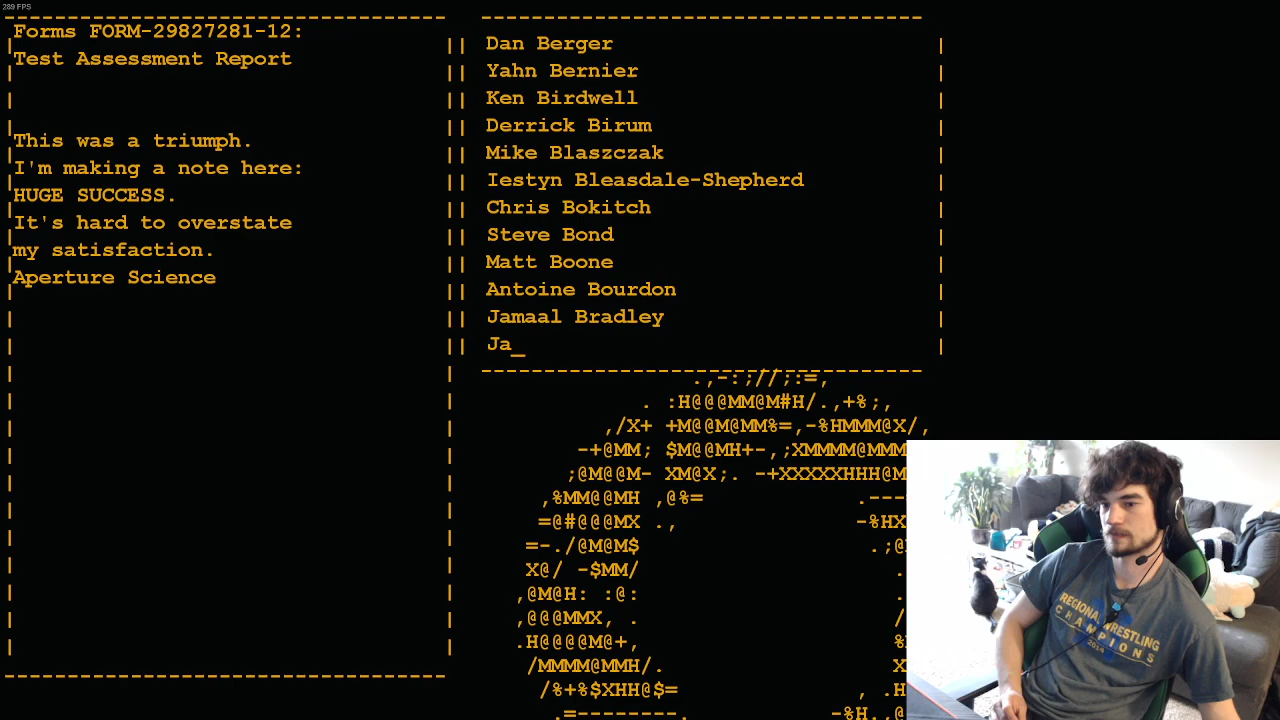 289 FPS
Forms FORM-29827281-12:
Test Assessment Report
This was a triumph.
I'm making a note here:
HUGE SUCCESS.
It's hard to overstate
my satisfaction.
Aperture Science
Dan Berger
Yahn Bernier
Ken Birdwell
Derrick Birum
Mike Blaszczak
Iestyn Bleasdale-Shepherd
Chris Bokitch
Steve Bond
Matt Boone
Antoine Bourdon
Jamaal Bradley
Ja_
REGIONAL WRESTLING
CHAMPIONS
2014